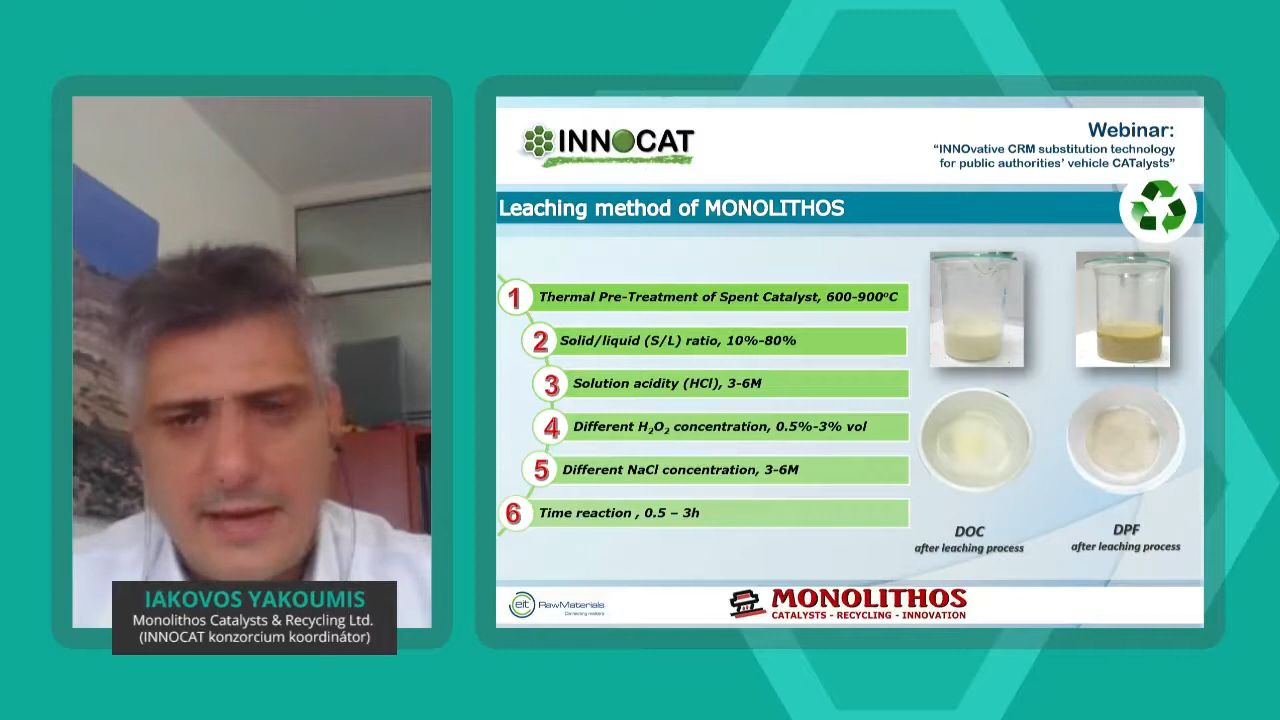 INNOCAT
Webinar:
“INNOvative CRM substitution technology
for public authorities’ vehicle CATalysts”
Leaching method of MONOLITHOS
1 Thermal Pre-Treatment of Spent Catalyst, 600-900ºC
2 Solid/liquid (S/L) ratio, 10%-80%
3 Solution acidity (HCl), 3-6M
4 Different H₂O₂ concentration, 0.5%-3% vol
5 Different NaCl concentration, 3-6M
6 Time reaction , 0.5 – 3h
DOC
after leaching process
DPF
after leaching process
eit RawMaterials
Connecting matters
MONOLITHOS
CATALYSTS - RECYCLING - INNOVATION
IAKOVOS YAKOUMIS
Monolithos Catalysts & Recycling Ltd.
(INNOCAT konzorcium koordinátor)